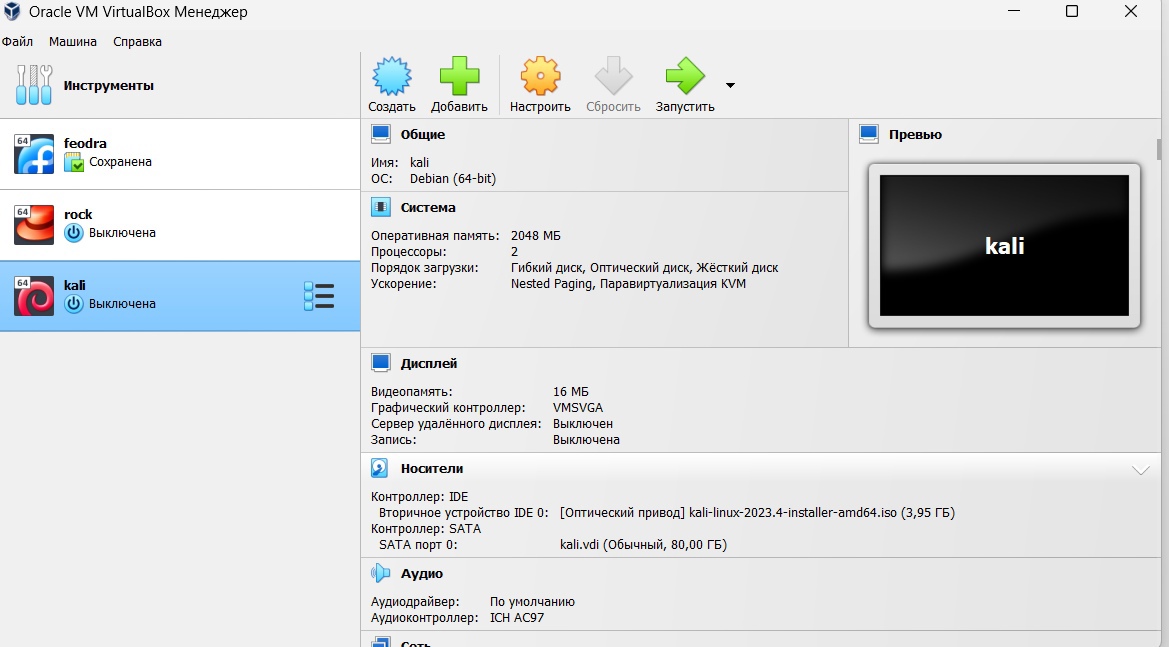 Oracle VM VirtualBox Менеджер
Файл Машина Справка
Инструменты
Создать Добавить Настроить Сбросить Запустить
64 feodra
Сохранена
64 rock
Выключена
64 kali
Выключена
Общие
Имя: kali
ОС: Debian (64-bit)
Превью
kali
Система
Оперативная память: 2048 МБ
Процессоры: 2
Порядок загрузки: Гибкий диск, Оптический диск, Жёсткий диск
Ускорение: Nested Paging, Паравиртуализация KVM
Дисплей
Видеопамять: 16 МБ
Графический контроллер: VMSVGA
Сервер удалённого дисплея: Выключен
Запись: Выключена
Носители
Контроллер: IDE
Вторичное устройство IDE 0: [Оптический привод] kali-linux-2023.4-installer-amd64.iso (3,95 ГБ)
Контроллер: SATA
SATA порт 0: kali.vdi (Обычный, 80,00 ГБ)
Аудио
Аудиодрайвер: По умолчанию
Аудиоконтроллер: ICH AC97
Сеть